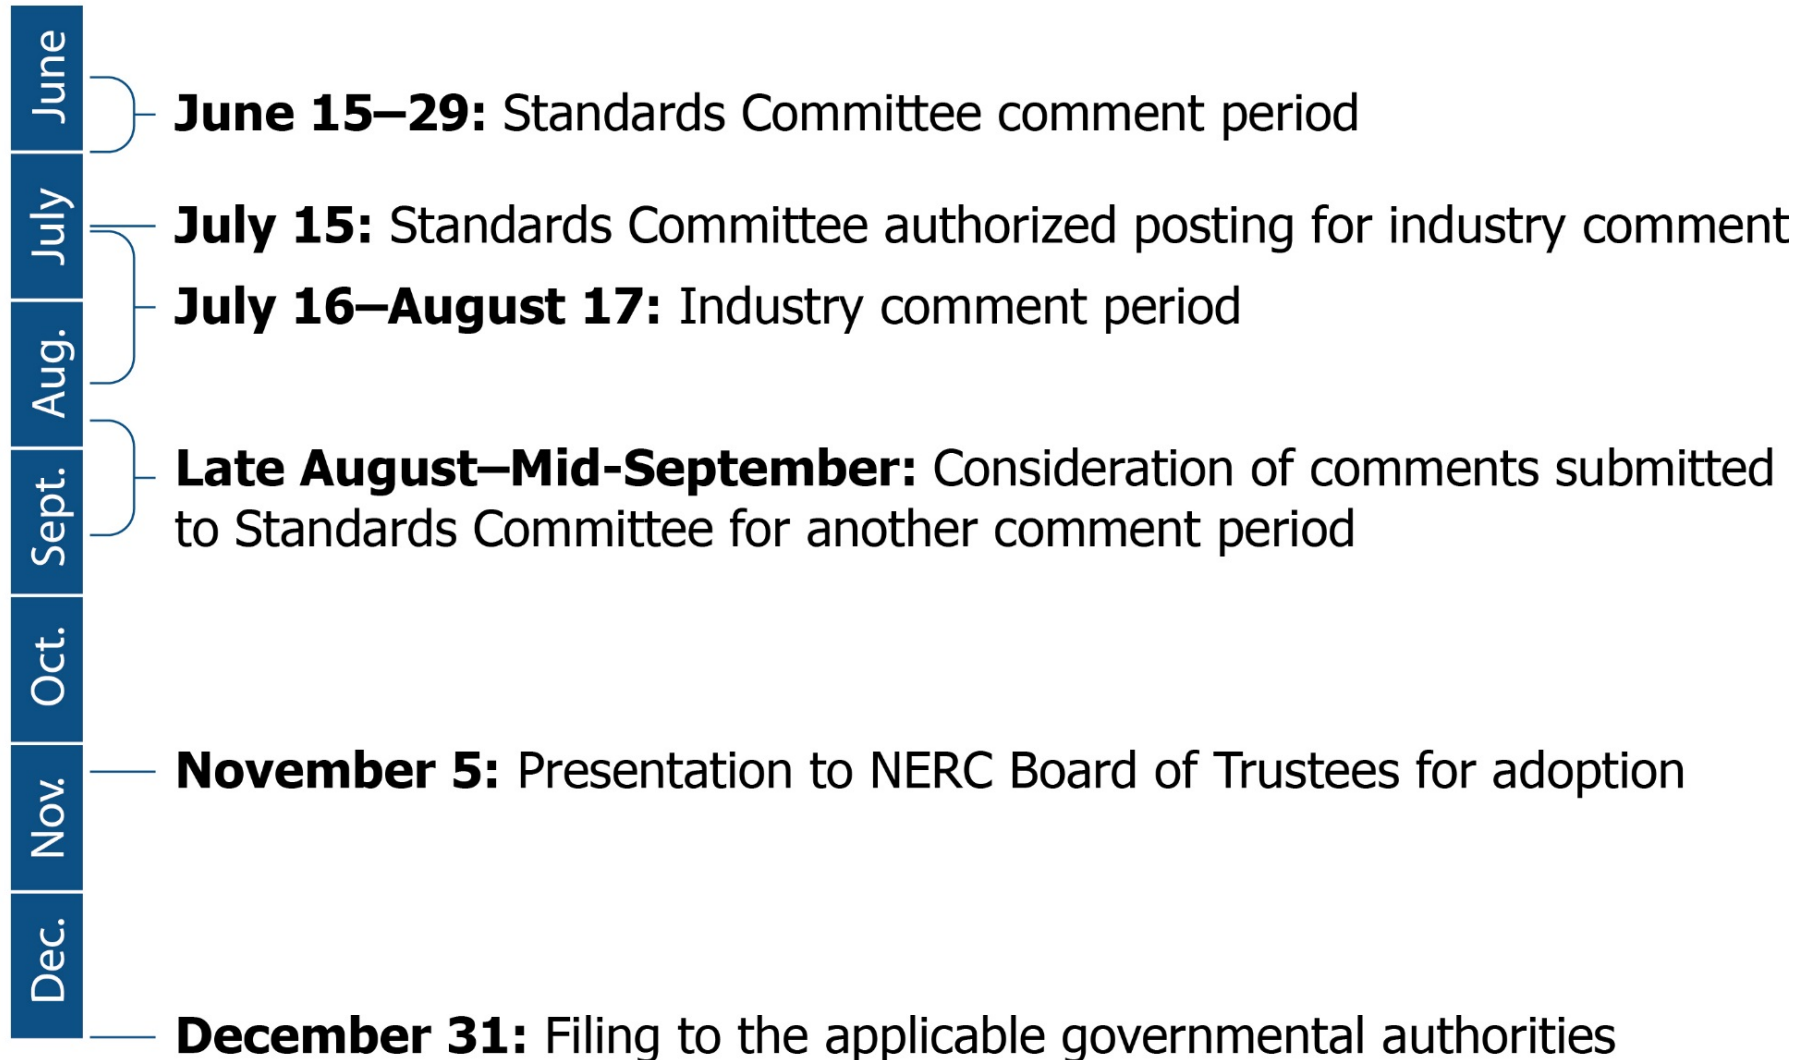 June
June 15–29: Standards Committee comment period
July
July 15: Standards Committee authorized posting for industry comment
July 16–August 17: Industry comment period
Aug.
Late August–Mid-September: Consideration of comments submitted
to Standards Committee for another comment period
Sept.
Oct.
Nov.
November 5: Presentation to NERC Board of Trustees for adoption
Dec.
December 31: Filing to the applicable governmental authorities